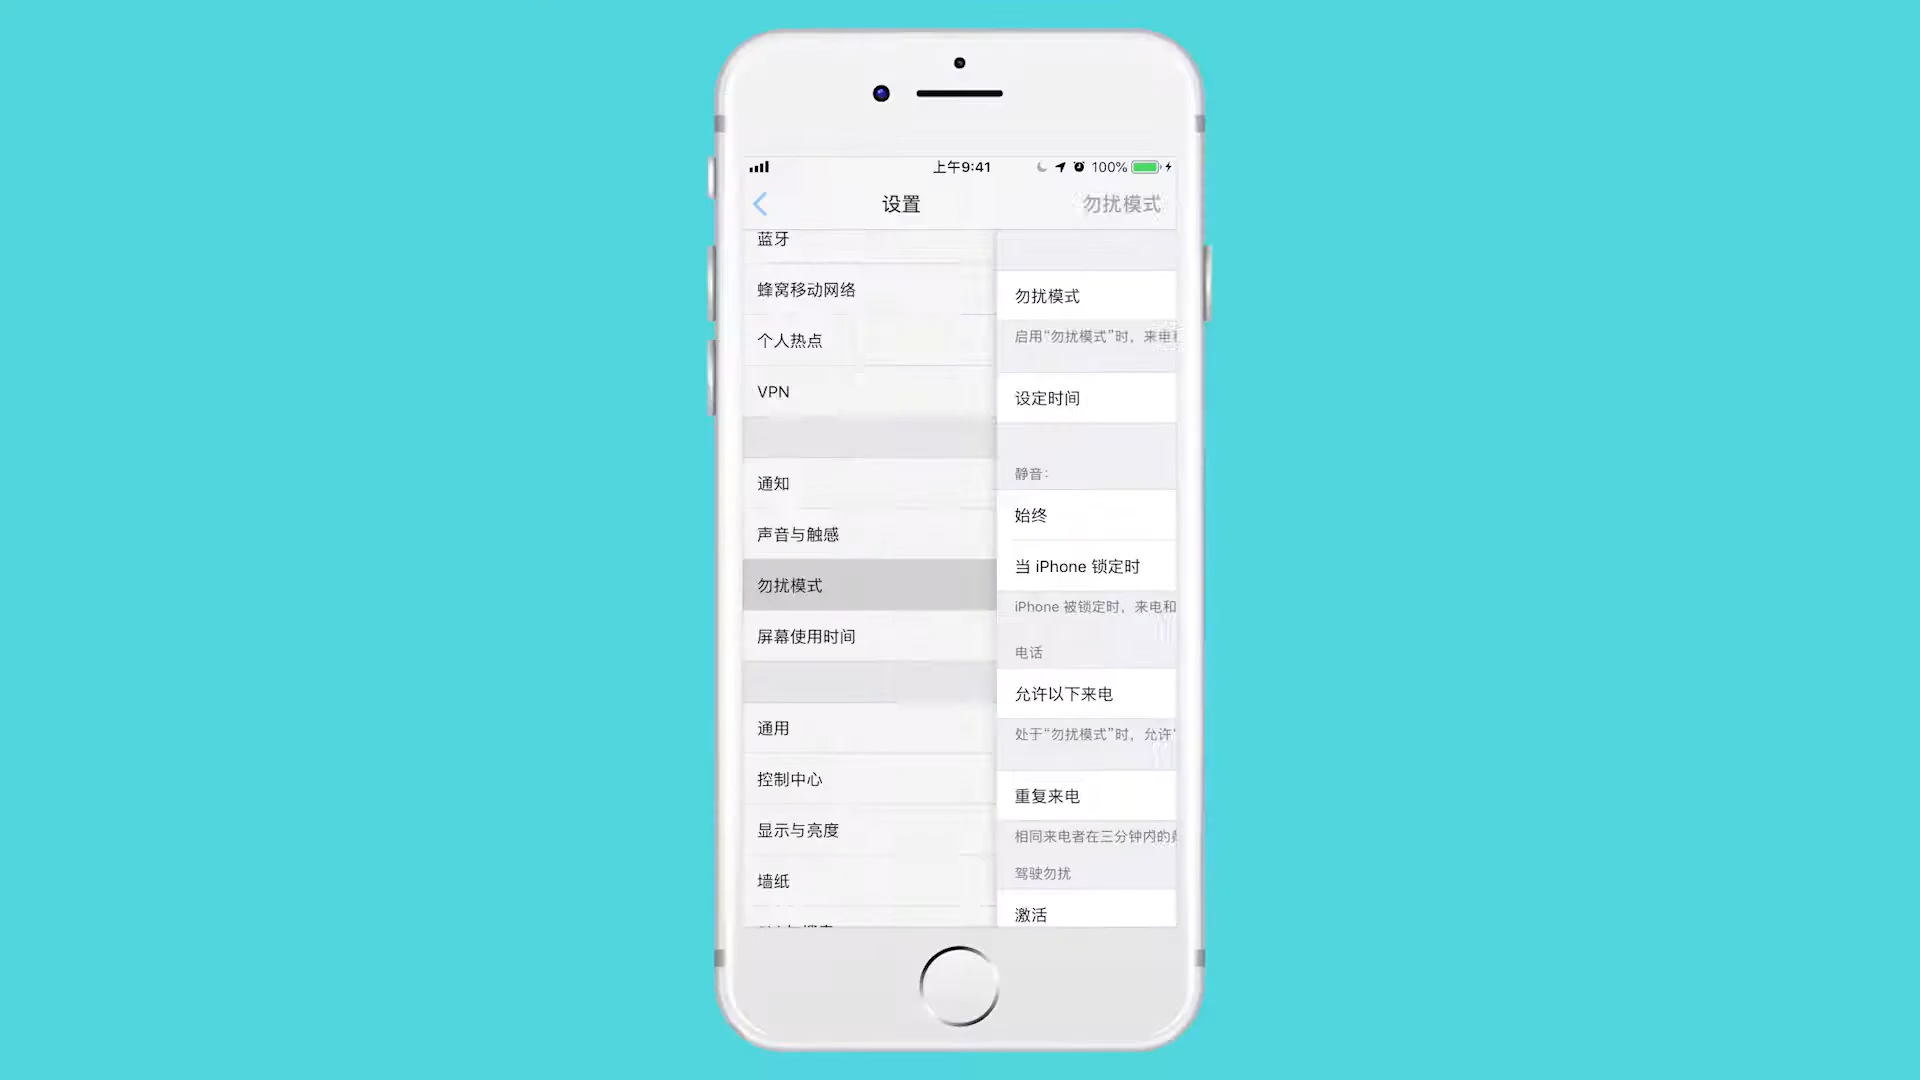 上午9:41
100%
设置
勿扰模式
蓝牙
蜂窝移动网络
个人热点
VPN
通知
声音与触感
勿扰模式
屏幕使用时间
通用
控制中心
显示与亮度
墙纸
勿扰模式
启用“勿扰模式”时，来电
设定时间
静音：
始终
当 iPhone 锁定时
iPhone 被锁定时，来电和
电话
允许以下来电
处于“勿扰模式”时，允许
重复来电
相同来电者在三分钟内的
驾驶勿扰
激活